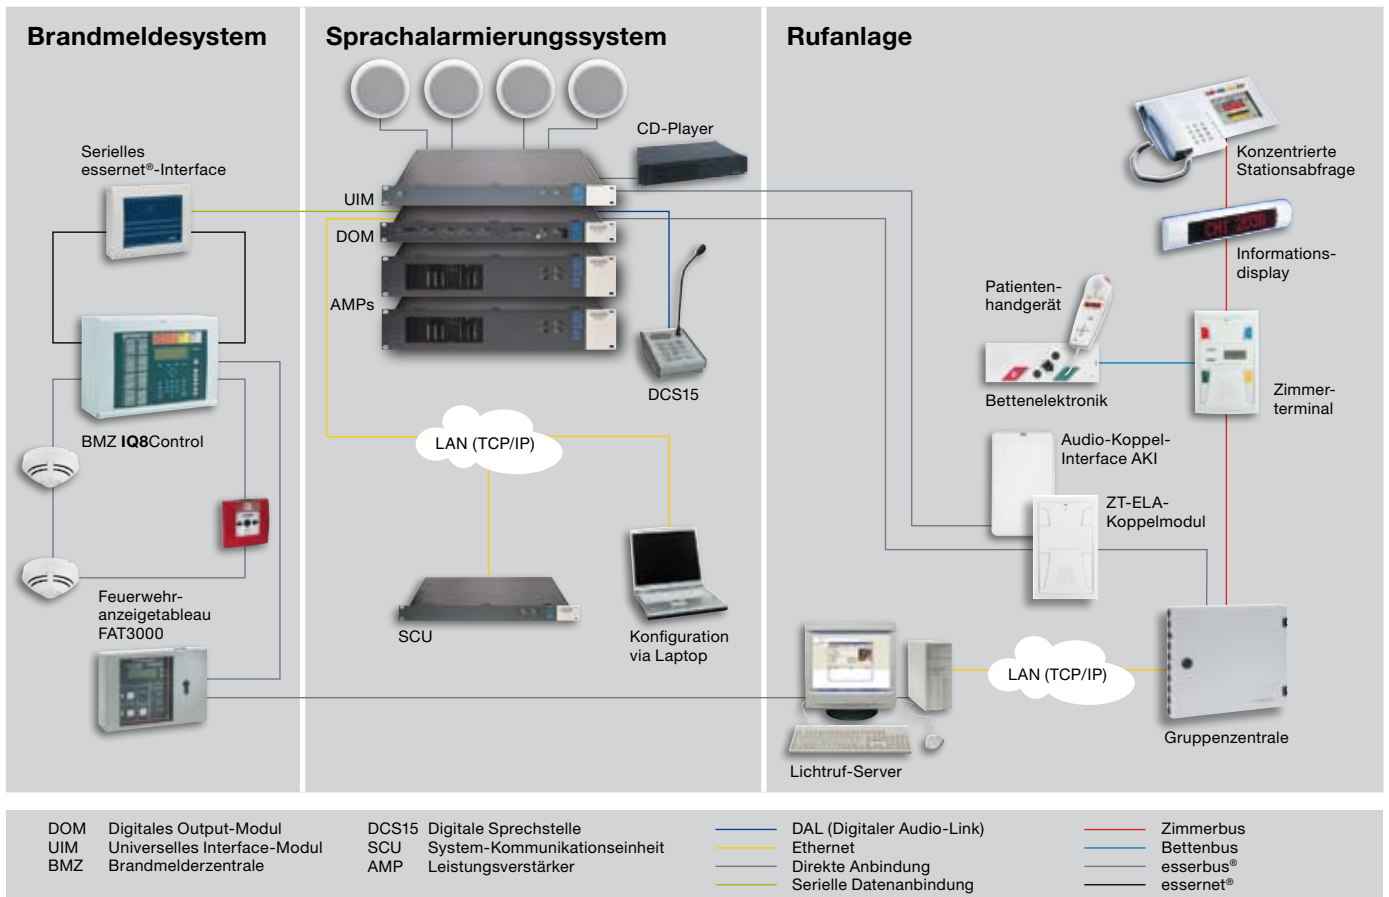 Brandmeldesystem
Serielles
essernet®-Interface
BMZ IQ8Control
Feuerwehr-
anzeigetableau
FAT3000
Sprachalarmierungssystem
CD-Player
UIM
DOM
AMPs
DCS15
LAN (TCP/IP)
SCU
Konfiguration
via Laptop
Rufanlage
Konzentrierte
Stationsabfrage
Informations-
display
Patienten-
handgerät
Bettenelektronik
Zimmer-
terminal
Audio-Koppel-
Interface AKI
ZT-ELA-
Koppelmodul
LAN (TCP/IP)
Gruppenzentrale
Lichtruf-Server
DOM Digitales Output-Modul
UIM Universelles Interface-Modul
BMZ Brandmelderzentrale
DCS15 Digitale Sprechstelle
SCU System-Kommunikationseinheit
AMP Leistungsverstärker
DAL (Digitaler Audio-Link)
Ethernet
Direkte Anbindung
Serielle Datenanbindung
Zimmerbus
Bettenbus
esserbus®
essernet®